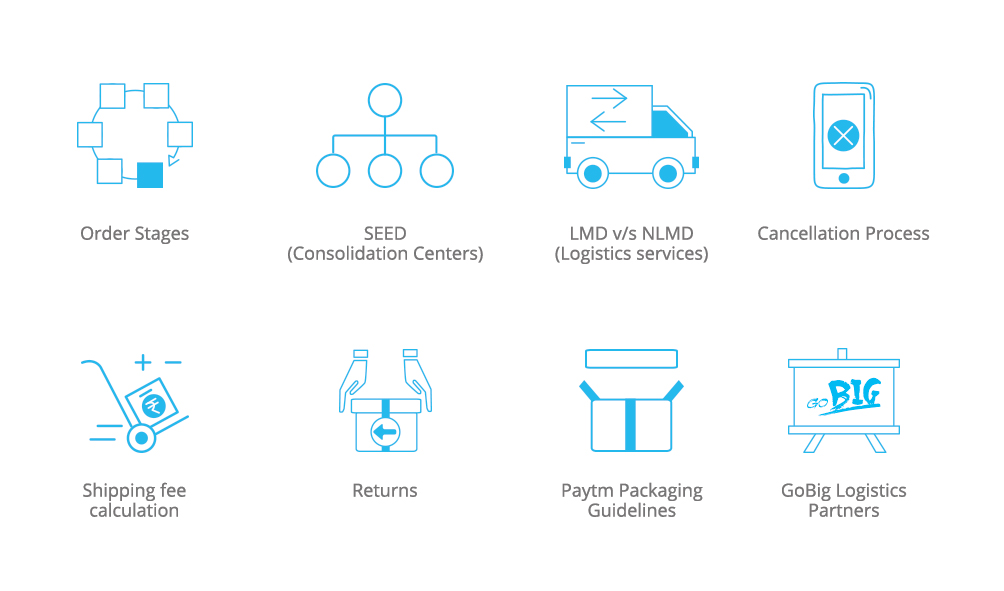 Order Stages
SEED
(Consolidation Centers)
LMD v/s NLMD
(Logistics services)
Cancellation Process
₹
Shipping fee
calculation
Returns
Paytm Packaging
Guidelines
GO BIG
GoBig Logistics
Partners